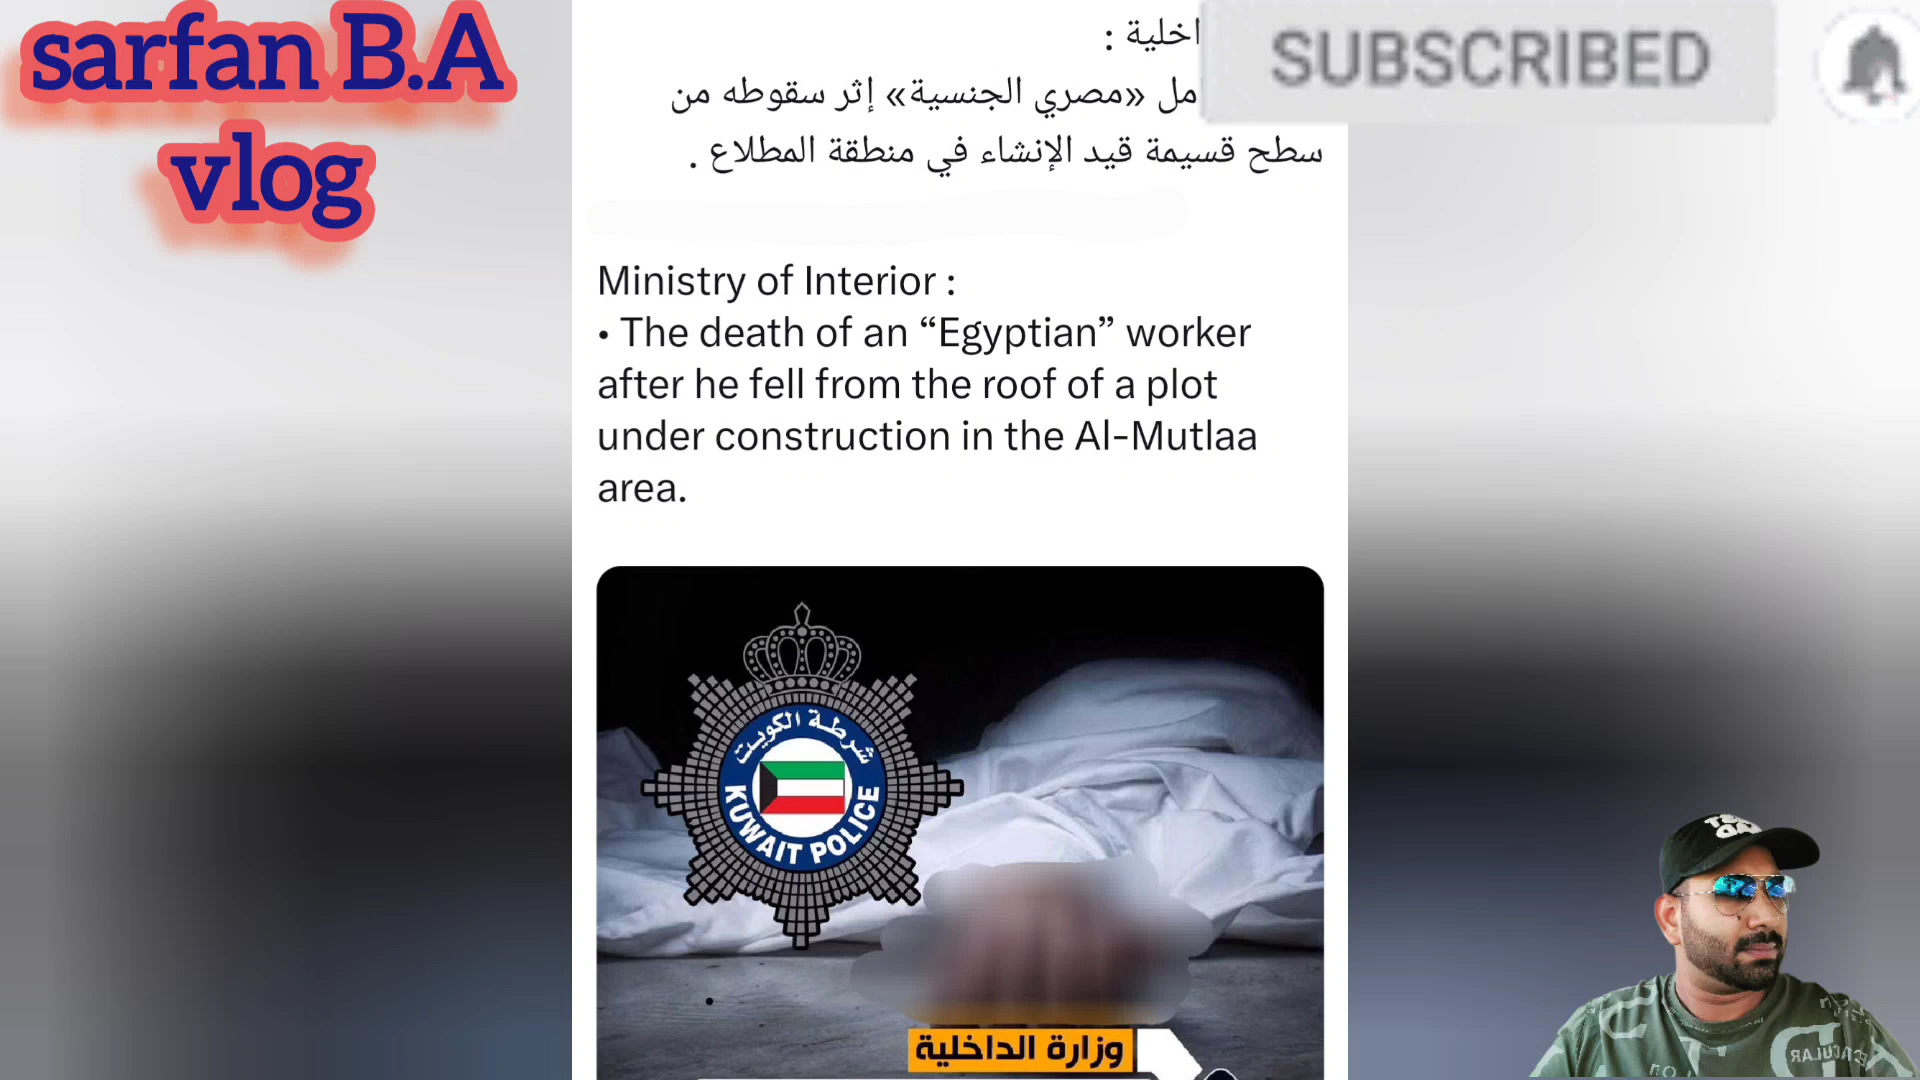 sarfan B.A
vlog
SUBSCRIBED
اخلية :
مل «مصري الجنسية» إثر سقوطه من
سطح قسيمة قيد الإنشاء في منطقة المطلاع .
Ministry of Interior :
• The death of an “Egyptian” worker
after he fell from the roof of a plot
under construction in the Al-Mutlaa
area.
شرطة الكويت
KUWAIT POLICE
وزارة الداخلية